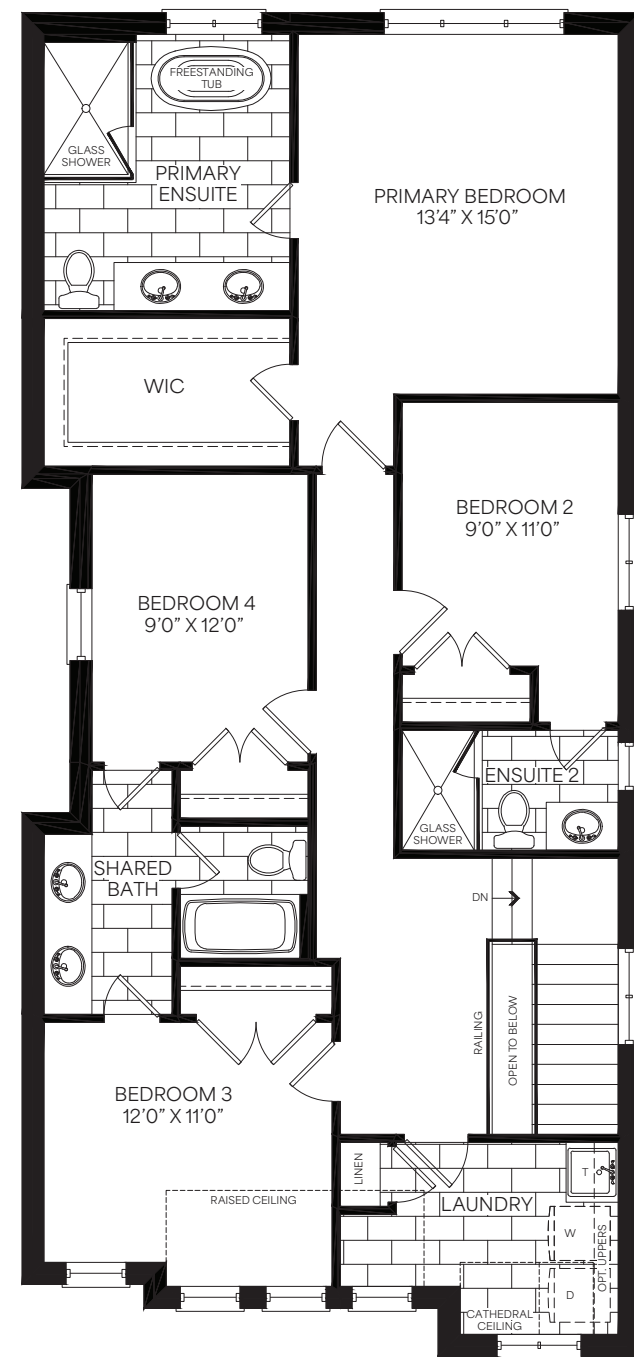 FREESTANDING
TUB
GLASS
SHOWER
PRIMARY
ENSUITE
PRIMARY BEDROOM
13'4" X 15'0"
WIC
BEDROOM 2
9'0" X 11'0"
BEDROOM 4
9'0" X 12'0"
ENSUITE 2
GLASS
SHOWER
SHARED
BATH
DN
RAILING
OPEN TO BELOW
BEDROOM 3
12'0" X 11'0"
LINEN
T
RAISED CEILING
LAUNDRY
W
OPT. UPPERS
D
CATHEDRAL
CEILING